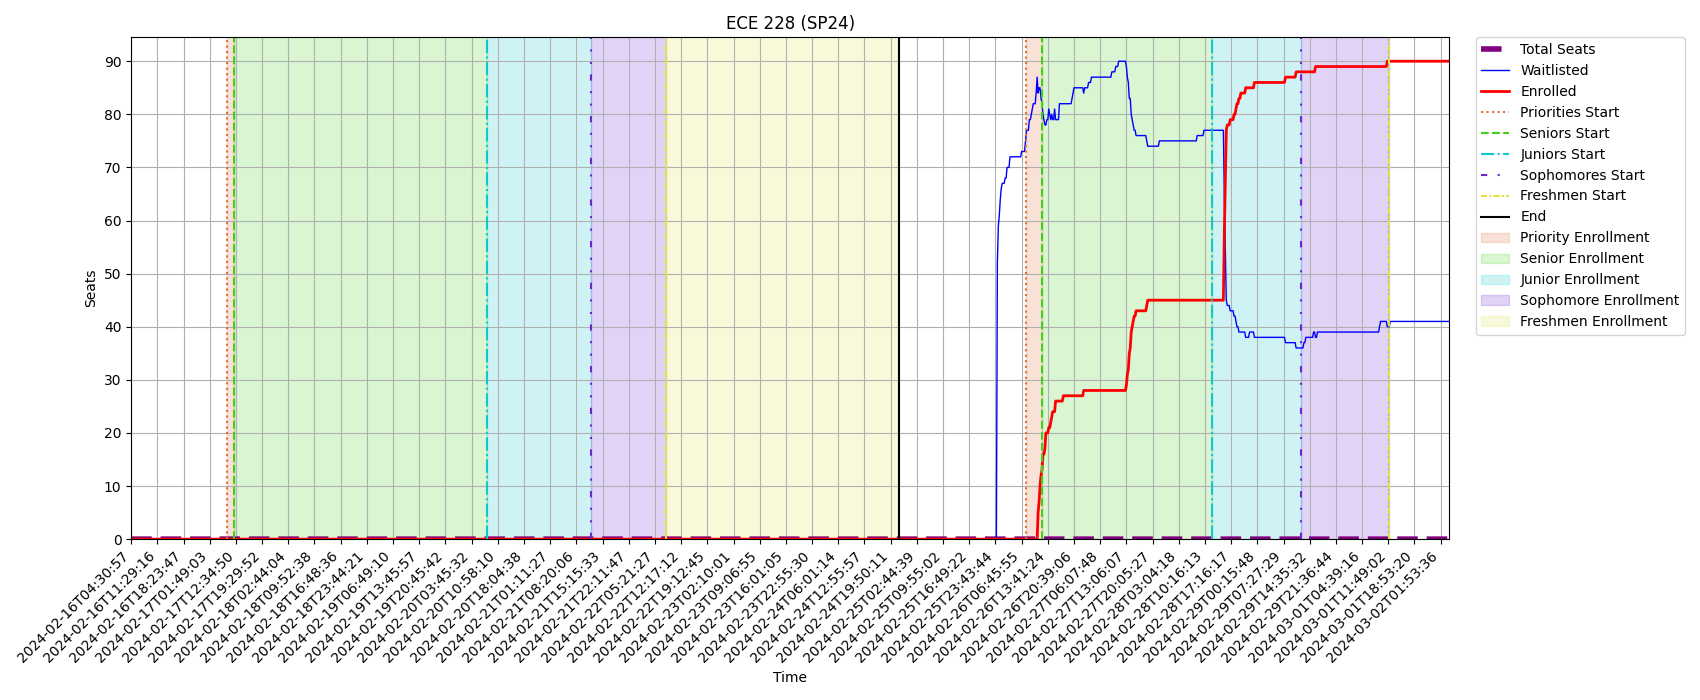 ECE 228 (SP24)
Seats
90
80
70
60
50
40
30
20
10
0
2024-02-16T04:30:57
2024-02-16T11:29:16
2024-02-16T18:23:47
2024-02-17T01:49:03
2024-02-17T12:34:50
2024-02-17T19:29:52
2024-02-18T02:44:04
2024-02-18T09:52:38
2024-02-18T16:48:36
2024-02-18T23:44:21
2024-02-19T06:49:10
2024-02-19T13:45:57
2024-02-19T20:45:42
2024-02-20T03:45:32
2024-02-20T10:58:10
2024-02-20T18:04:38
2024-02-21T01:11:27
2024-02-21T08:20:06
2024-02-21T15:15:33
2024-02-21T22:11:47
2024-02-22T05:21:27
2024-02-22T12:17:12
2024-02-22T19:12:45
2024-02-23T02:10:01
2024-02-23T09:06:55
2024-02-23T16:01:05
2024-02-23T22:55:30
2024-02-24T06:01:14
2024-02-24T12:55:57
2024-02-24T19:50:11
2024-02-25T02:44:39
2024-02-25T09:55:02
2024-02-25T16:49:22
2024-02-25T23:43:44
2024-02-26T06:45:55
2024-02-26T13:41:24
2024-02-26T20:39:06
2024-02-27T06:07:48
2024-02-27T13:06:07
2024-02-27T20:05:27
2024-02-28T03:04:18
2024-02-28T10:16:13
2024-02-28T17:16:17
2024-02-29T00:15:48
2024-02-29T07:27:29
2024-02-29T14:35:32
2024-02-29T21:36:44
2024-03-01T04:39:16
2024-03-01T11:49:02
2024-03-01T18:53:20
2024-03-02T01:53:36
Time
Total Seats
Waitlisted
Enrolled
Priorities Start
Seniors Start
Juniors Start
Sophomores Start
Freshmen Start
End
Priority Enrollment
Senior Enrollment
Junior Enrollment
Sophomore Enrollment
Freshmen Enrollment